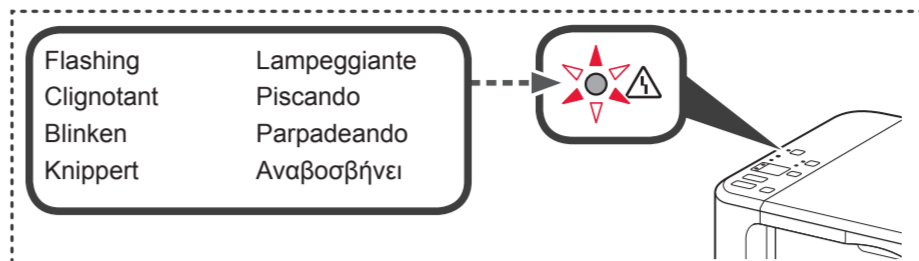 Flashing
Clignotant
Blinken
Knippert
Lampeggiante
Piscando
Parpadeando
Αναβοσβήνει